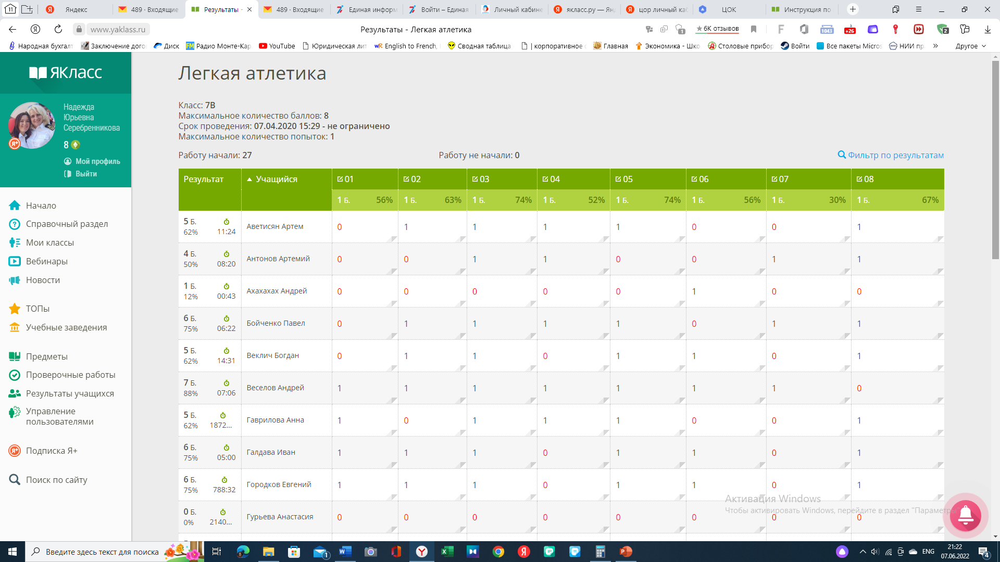 11
Яндекс
489 · Входящие
Результаты -
489 · Входящие
Единая информ
Войти – Единая
Личный кабине
якласс.ру — Ян
цор личный каб
ЦОК
Инструкция по
www.yaklass.ru
Результаты - Легкая атлетика
★6K отзывов
1
1043
+26
2
Народная бухгалт
Заключение дог
Диск
Радио Монте-Кар
YouTube
Юридическая лит
English to French,
Сводная таблица
| корпоративное
Главная
Экономика - Шко
Столовые прибор
Войти
Все пакеты Micros
НИИ пр
»
Другое
ЯКласс
Надежда
Юрьевна
Серебренникова
8
Мой профиль
Выйти
Начало
Справочный раздел
Мои классы
Вебинары
Новости
ТОПы
Учебные заведения
Предметы
Проверочные работы
Результаты учащихся
Управление
пользователями
Подписка Я+
Поиск по сайту
Легкая атлетика
Класс: 7В
Максимальное количество баллов: 8
Срок проведения: 07.04.2020 15:29 - не ограничено
Максимальное количество попыток: 1
Работу начали: 27
Работу не начали: 0
Фильтр по результатам
Результат ▲ Учащийся 01 02 03 04 05 06 07 08
1 Б. 56% 1 Б. 63% 1 Б. 74% 1 Б. 52% 1 Б. 74% 1 Б. 56% 1 Б. 30% 1 Б. 67%
5 Б. 62% 11:24 Аветисян Артем 0 1 1 1 1 0 0 1
4 Б. 50% 08:20 Антонов Артемий 0 0 1 1 0 0 1 1
1 Б. 12% 00:43 Ахахахах Андрей 0 0 0 0 0 1 0 0
6 Б. 75% 06:22 Бойченко Павел 0 1 1 1 1 0 1 1
5 Б. 62% 14:31 Веклич Богдан 0 1 1 0 1 1 0 1
7 Б. 88% 07:06 Веселов Андрей 1 1 1 1 1 1 1 0
5 Б. 62% 1872... Гаврилова Анна 1 0 1 1 1 0 0 1
6 Б. 75% 05:00 Галдава Иван 1 1 1 0 1 1 0 1
6 Б. 75% 788:32 Городков Евгений 1 1 1 0 1 1 0 1
0 Б. 0% 2140... Гурьева Анастасия 0 0 0 0 0 0 0 0
Активация Windows
Чтобы активировать Windows, перейдите в раздел "Параметры
Введите здесь текст для поиска
1
ENG
21:22
07.06.2022
4